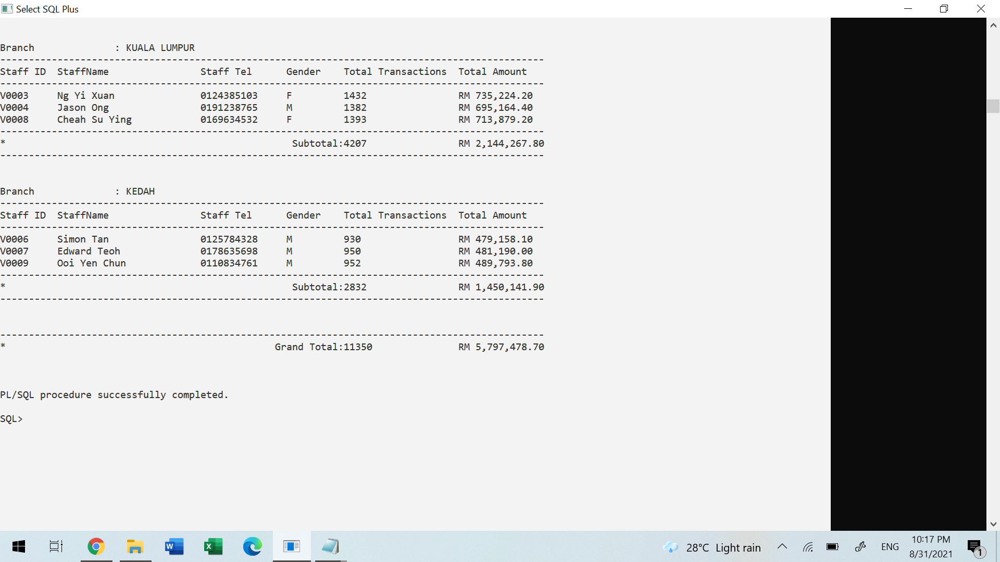 Select SQL Plus
Branch : KUALA LUMPUR
-----------------------------------------------------------------------------------------------
Staff ID StaffName Staff Tel Gender Total Transactions Total Amount
-----------------------------------------------------------------------------------------------
V0003 Ng Yi Xuan 0124385103 F 1432 RM 735,224.20
V0004 Jason Ong 0191238765 M 1382 RM 695,164.40
V0008 Cheah Su Ying 0169634532 F 1393 RM 713,879.20
-----------------------------------------------------------------------------------------------
* Subtotal:4207 RM 2,144,267.80
-----------------------------------------------------------------------------------------------
Branch : KEDAH
-----------------------------------------------------------------------------------------------
Staff ID StaffName Staff Tel Gender Total Transactions Total Amount
-----------------------------------------------------------------------------------------------
V0006 Simon Tan 0125784328 M 930 RM 479,158.10
V0007 Edward Teoh 0178635698 M 950 RM 481,190.00
V0009 Ooi Yen Chun 0110834761 M 952 RM 489,793.80
-----------------------------------------------------------------------------------------------
* Subtotal:2832 RM 1,450,141.90
-----------------------------------------------------------------------------------------------
-----------------------------------------------------------------------------------------------
* Grand Total:11350 RM 5,797,478.70
PL/SQL procedure successfully completed.
SQL>
28°C Light rain ENG 10:17 PM
8/31/2021
1